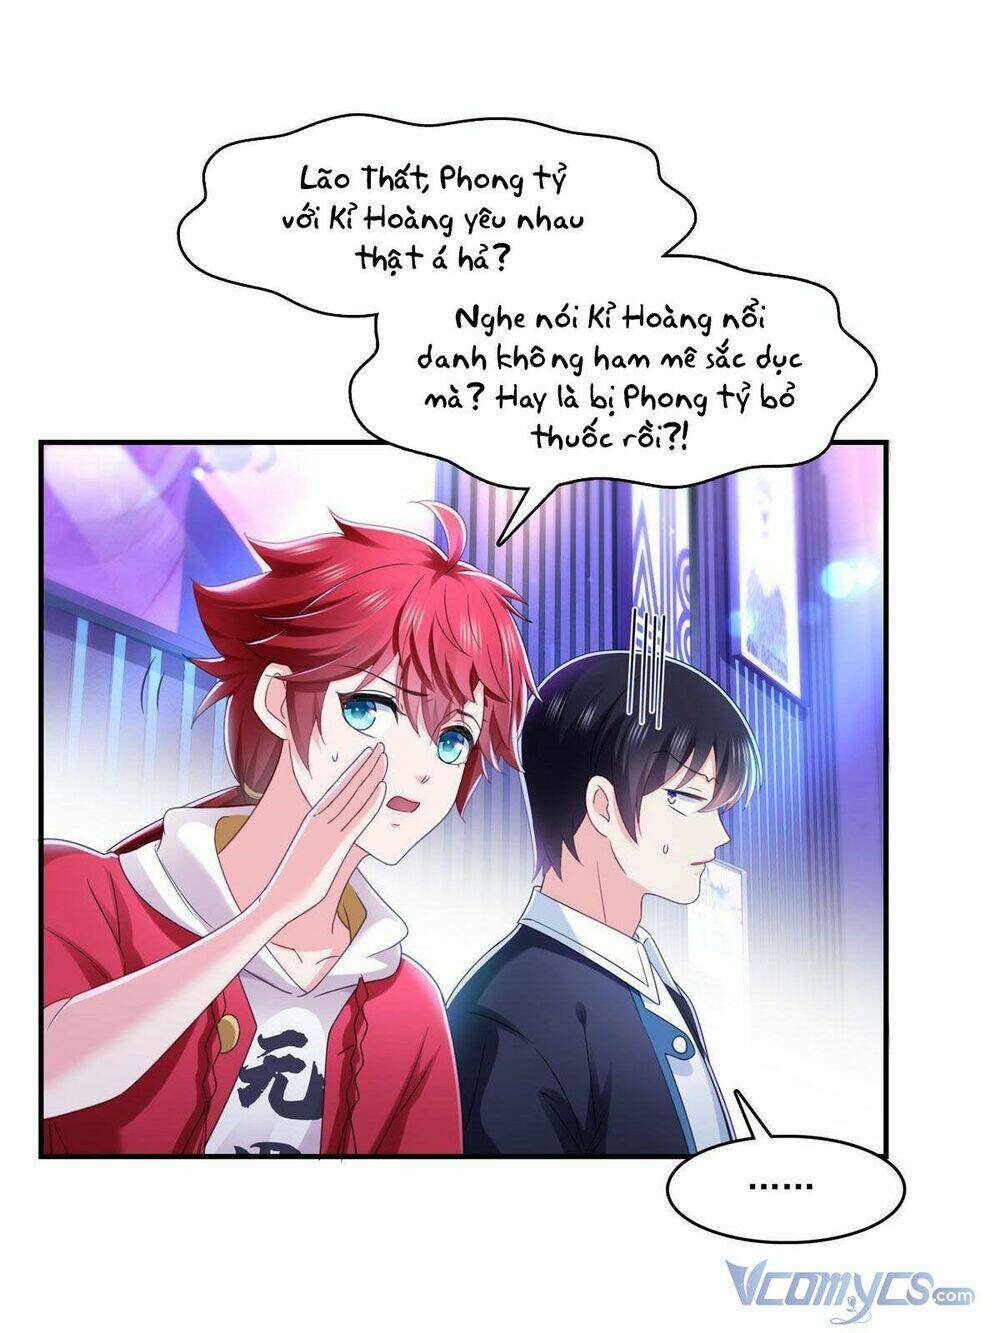 Lão Thất, Phong tỷ
với Kỉ Hoàng yêu nhau
thật á hả?
Nghe nói Kỉ Hoàng nổi
danh không ham mê sắc dục
mà? Hay là bị Phong tỷ bỏ
thuốc rồi?!
元
......
VCOMYCS.com